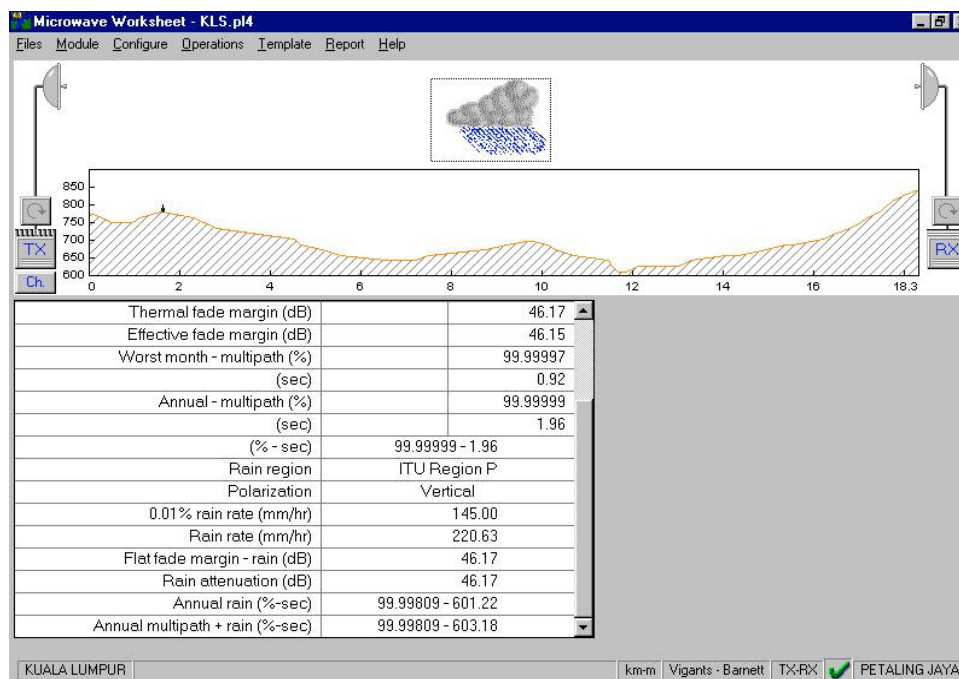 Microwave Worksheet - KLS.pl4
Files Module Configure Operations Template Report Help
850
800
750
700
650
600
TX
Ch.
RX
0 2 4 6 8 10 12 14 16 18.3
Thermal fade margin (dB) 46.17
Effective fade margin (dB) 46.15
Worst month - multipath (%) 99.99997
(sec) 0.92
Annual - multipath (%) 99.99999
(sec) 1.96
(% - sec) 99.99999 - 1.96
Rain region ITU Region P
Polarization Vertical
0.01% rain rate (mm/hr) 145.00
Rain rate (mm/hr) 220.63
Flat fade margin - rain (dB) 46.17
Rain attenuation (dB) 46.17
Annual rain (%-sec) 99.99809 - 601.22
Annual multipath + rain (%-sec) 99.99809 - 603.18
KUALA LUMPUR km-m Vigants - Barnett TX-RX PETALING JAYA